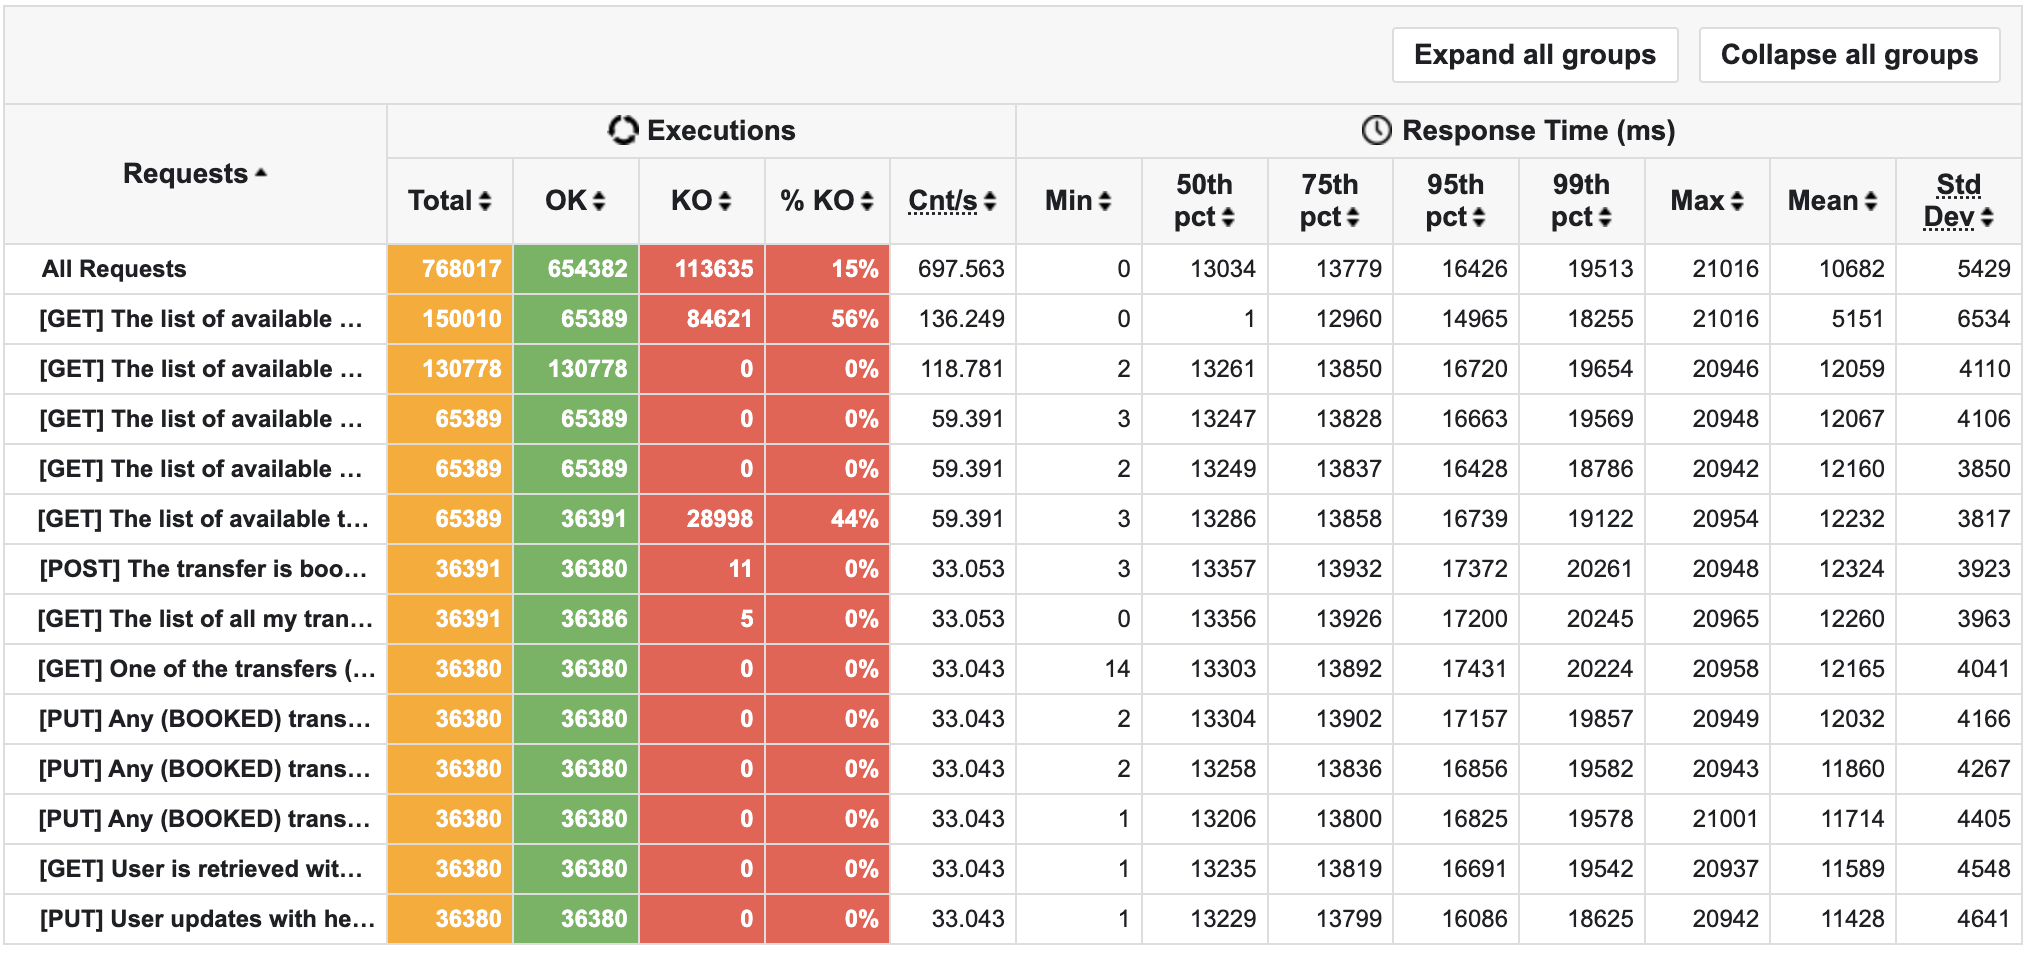 Expand all groups Collapse all groups
Requests Executions Response Time (ms)
Total OK KO % KO Cnt/s Min 50th pct 75th pct 95th pct 99th pct Max Mean Std Dev
All Requests 768017 654382 113635 15% 697.563 0 13034 13779 16426 19513 21016 10682 5429
[GET] The list of available ... 150010 65389 84621 56% 136.249 0 1 12960 14965 18255 21016 5151 6534
[GET] The list of available ... 130778 130778 0 0% 118.781 2 13261 13850 16720 19654 20946 12059 4110
[GET] The list of available ... 65389 65389 0 0% 59.391 3 13247 13828 16663 19569 20948 12067 4106
[GET] The list of available ... 65389 65389 0 0% 59.391 2 13249 13837 16428 18786 20942 12160 3850
[GET] The list of available t... 65389 36391 28998 44% 59.391 3 13286 13858 16739 19122 20954 12232 3817
[POST] The transfer is boo... 36391 36380 11 0% 33.053 3 13357 13932 17372 20261 20948 12324 3923
[GET] The list of all my tran... 36391 36386 5 0% 33.053 0 13356 13926 17200 20245 20965 12260 3963
[GET] One of the transfers (... 36380 36380 0 0% 33.043 14 13303 13892 17431 20224 20958 12165 4041
[PUT] Any (BOOKED) trans... 36380 36380 0 0% 33.043 2 13304 13902 17157 19857 20949 12032 4166
[PUT] Any (BOOKED) trans... 36380 36380 0 0% 33.043 2 13258 13836 16856 19582 20943 11860 4267
[PUT] Any (BOOKED) trans... 36380 36380 0 0% 33.043 1 13206 13800 16825 19578 21001 11714 4405
[GET] User is retrieved wit... 36380 36380 0 0% 33.043 1 13235 13819 16691 19542 20937 11589 4548
[PUT] User updates with he... 36380 36380 0 0% 33.043 1 13229 13799 16086 18625 20942 11428 4641